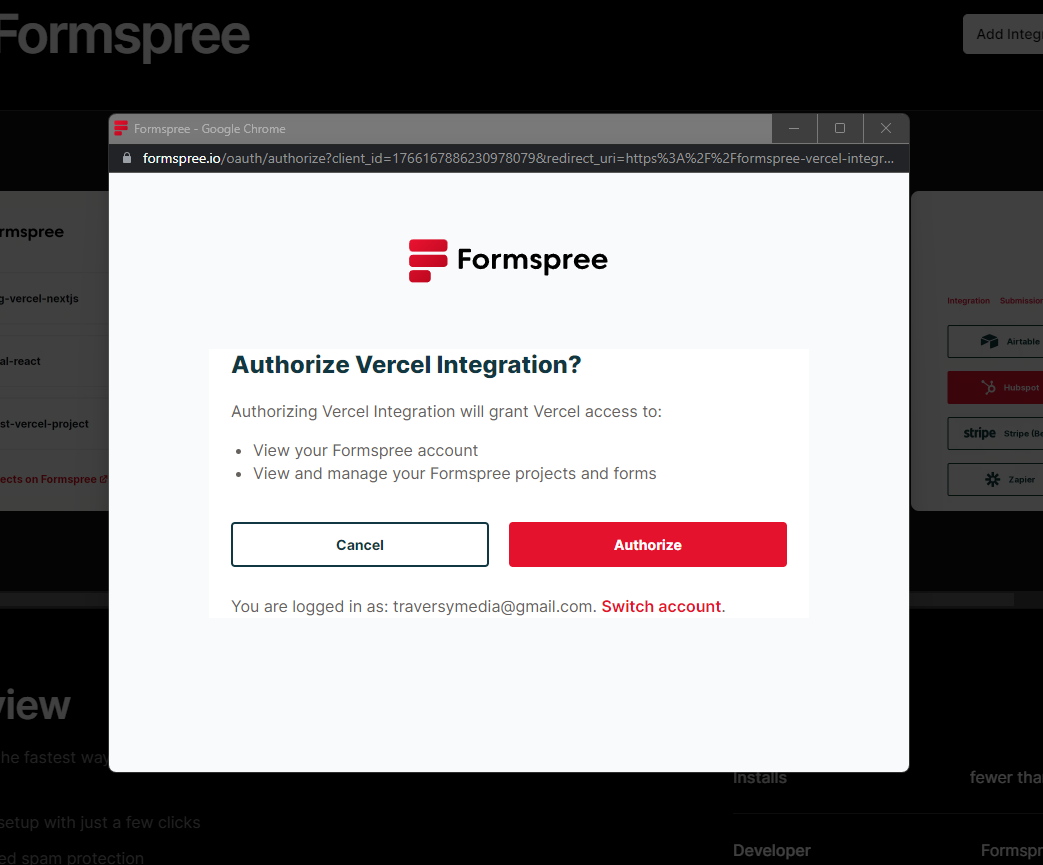 Formspree
Add Integr
Formspree - Google Chrome
formspree.io/oauth/authorize?client_id=1766167886230978079&redirect_uri=https%3A%2F%2Fformspree-vercel-integr...
rmspree
g-vercel-nextjs
al-react
st-vercel-project
ects on Formspree
Formspree
Authorize Vercel Integration?
Authorizing Vercel Integration will grant Vercel access to:
• View your Formspree account
• View and manage your Formspree projects and forms
Cancel
Authorize
You are logged in as: traversymedia@gmail.com. Switch account.
Integration Submission
Airtable
Hubspot
stripe Stripe (Be
Zapier
view
he fastest way
setup with just a few clicks
ed spam protection
Installs fewer tha
Developer Formspr